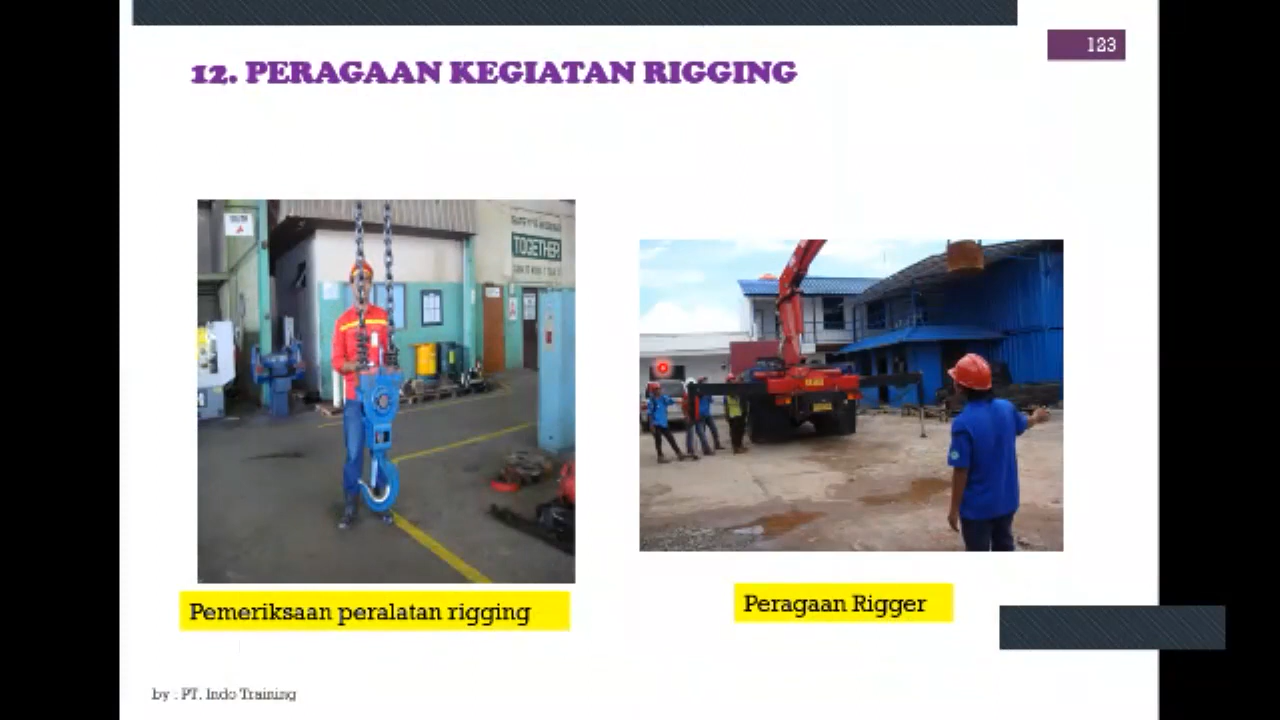 123
12. PERAGAAN KEGIATAN RIGGING
TOGETHER
Pemeriksaan peralatan rigging
Peragaan Rigger
by : PT. Indo Training